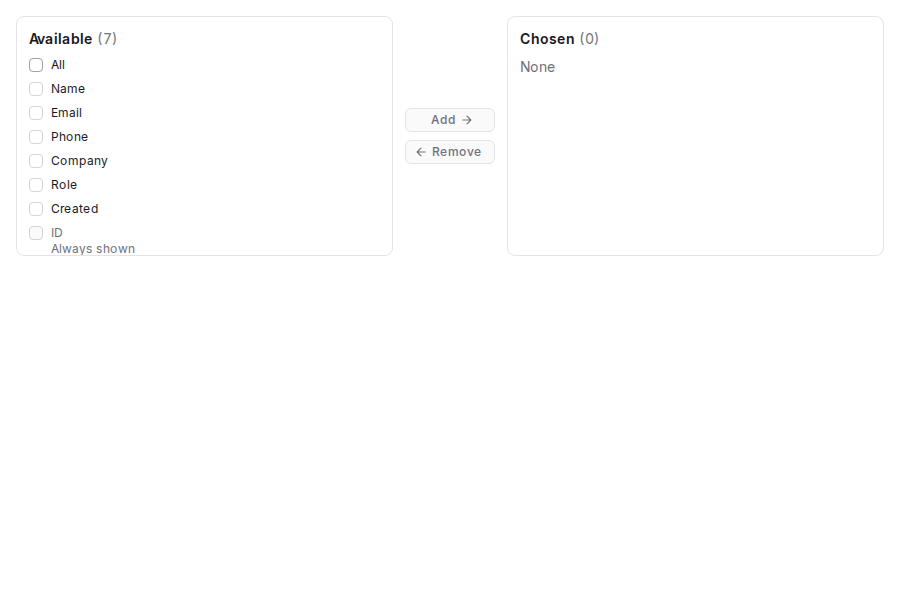 Available (7)
All
Name
Email
Phone
Company
Role
Created
ID
Always shown
Add →
← Remove
Chosen (0)
None